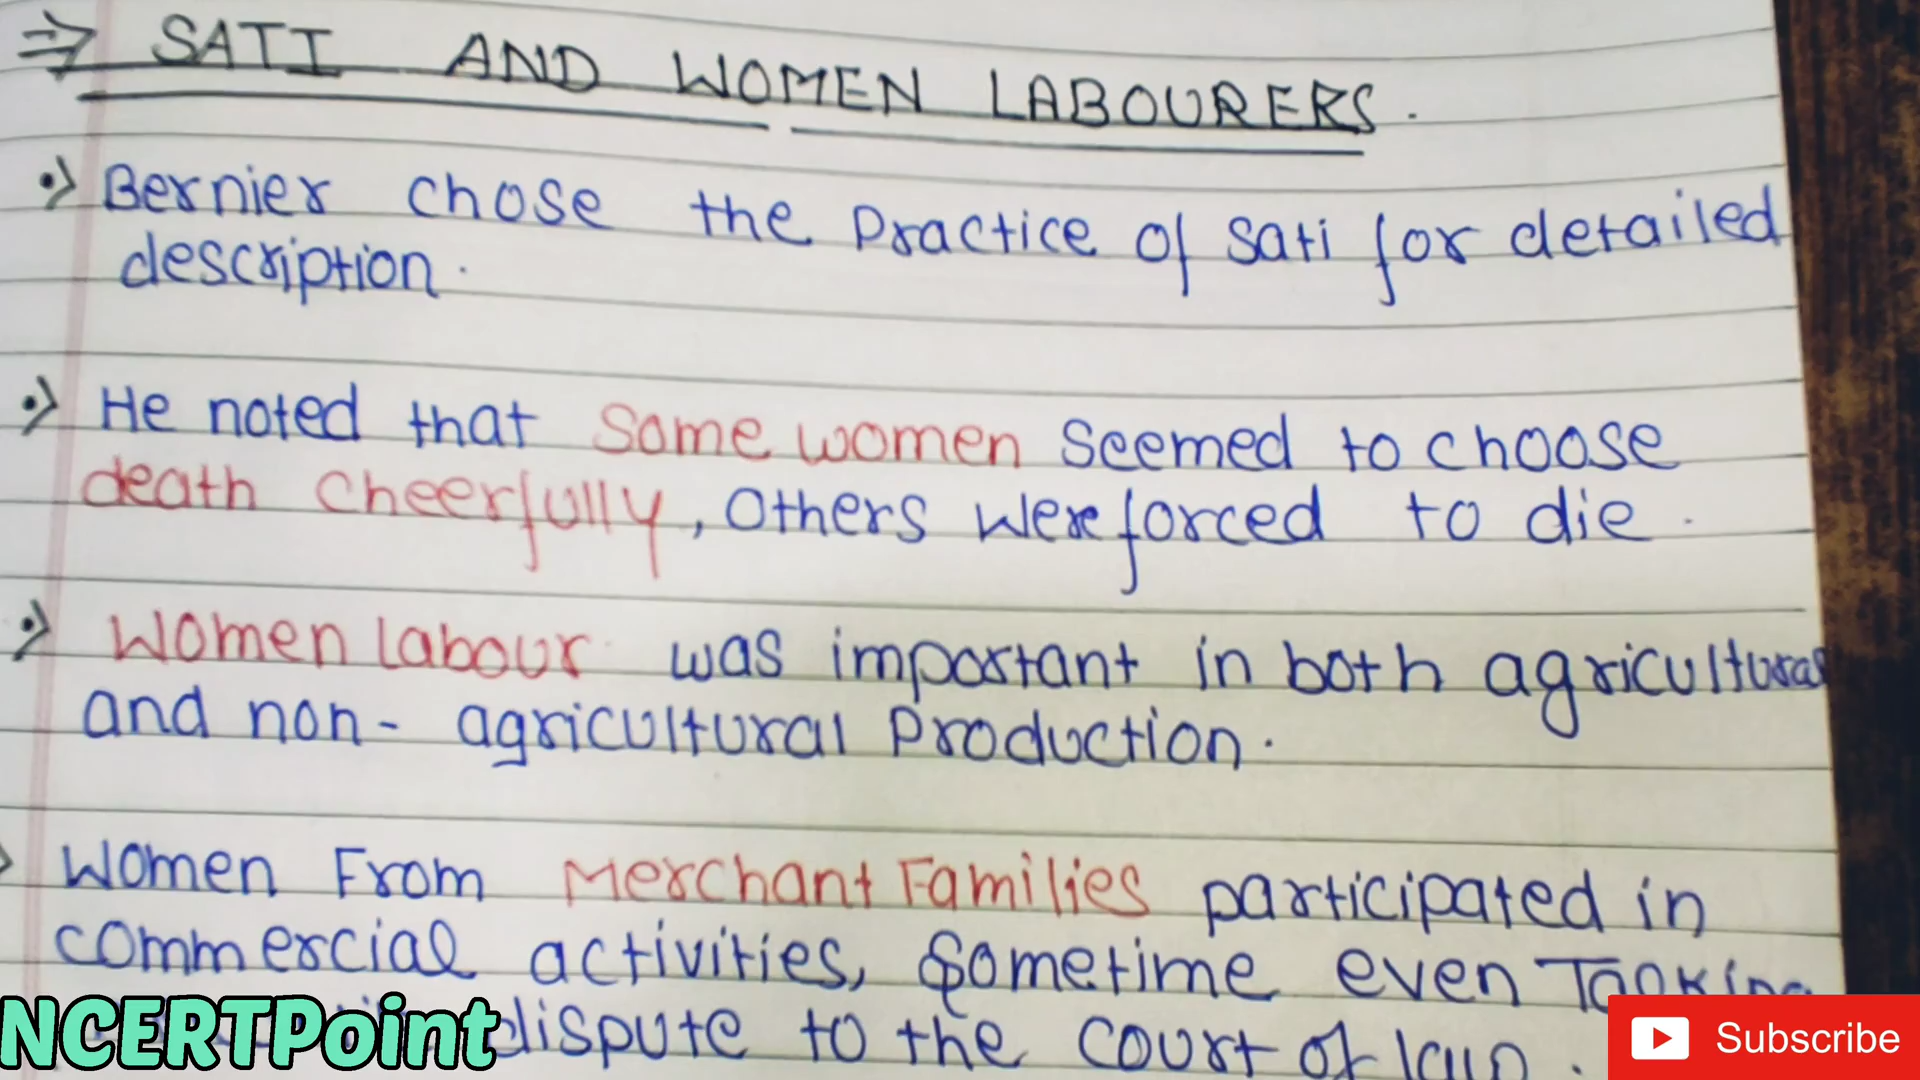 ⇒ SATI AND WOMEN LABOURERS.
•> Bernier chose the Practice of Sati for detailed
description.
•> He noted that Some women Seemed to choose
death cheerfully, Others were forced to die.
•> Women labour was important in both agricultural
and non- agricultural Production.
Women From Merchant Families participated in
commercial activities, Sometime even
dispute to the court of law.
NCERTPoint
Subscribe